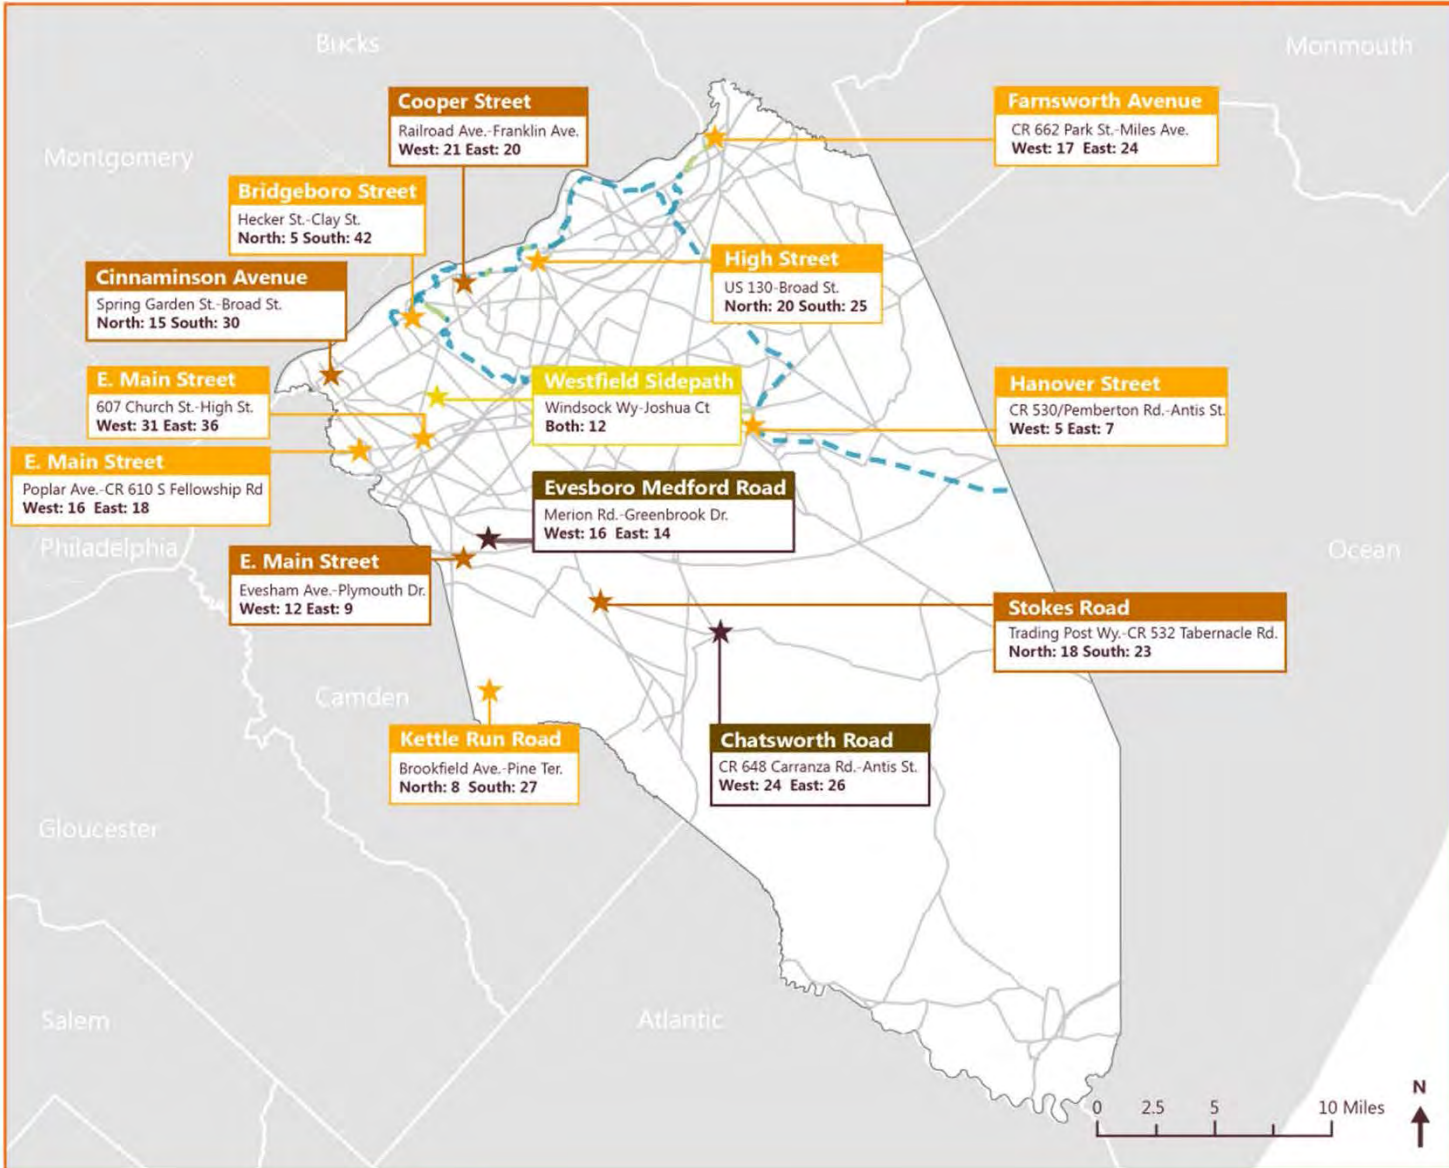 Bucks
Monmouth
Cooper Street
Railroad Ave.-Franklin Ave.
West: 21 East: 20
Farnsworth Avenue
CR 662 Park St.-Miles Ave.
West: 17 East: 24
Montgomery
Bridgeboro Street
Hecker St.-Clay St.
North: 5 South: 42
High Street
US 130-Broad St.
North: 20 South: 25
Cinnaminson Avenue
Spring Garden St.-Broad St.
North: 15 South: 30
E. Main Street
607 Church St.-High St.
West: 31 East: 36
Westfield Sidepath
Windsock Wy-Joshua Ct
Both: 12
Hanover Street
CR 530/Pemberton Rd.-Antis St.
West: 5 East: 7
E. Main Street
Poplar Ave.-CR 610 S Fellowship Rd
West: 16 East: 18
Evesboro Medford Road
Merion Rd.-Greenbrook Dr.
West: 16 East: 14
Philadelphia
Ocean
E. Main Street
Evesham Ave.-Plymouth Dr.
West: 12 East: 9
Stokes Road
Trading Post Wy.-CR 532 Tabernacle Rd.
North: 18 South: 23
Camden
Kettle Run Road
Brookfield Ave.-Pine Ter.
North: 8 South: 27
Chatsworth Road
CR 648 Carranza Rd.-Antis St.
West: 24 East: 26
Gloucester
Salem
Atlantic
N
0 2.5 5 10 Miles